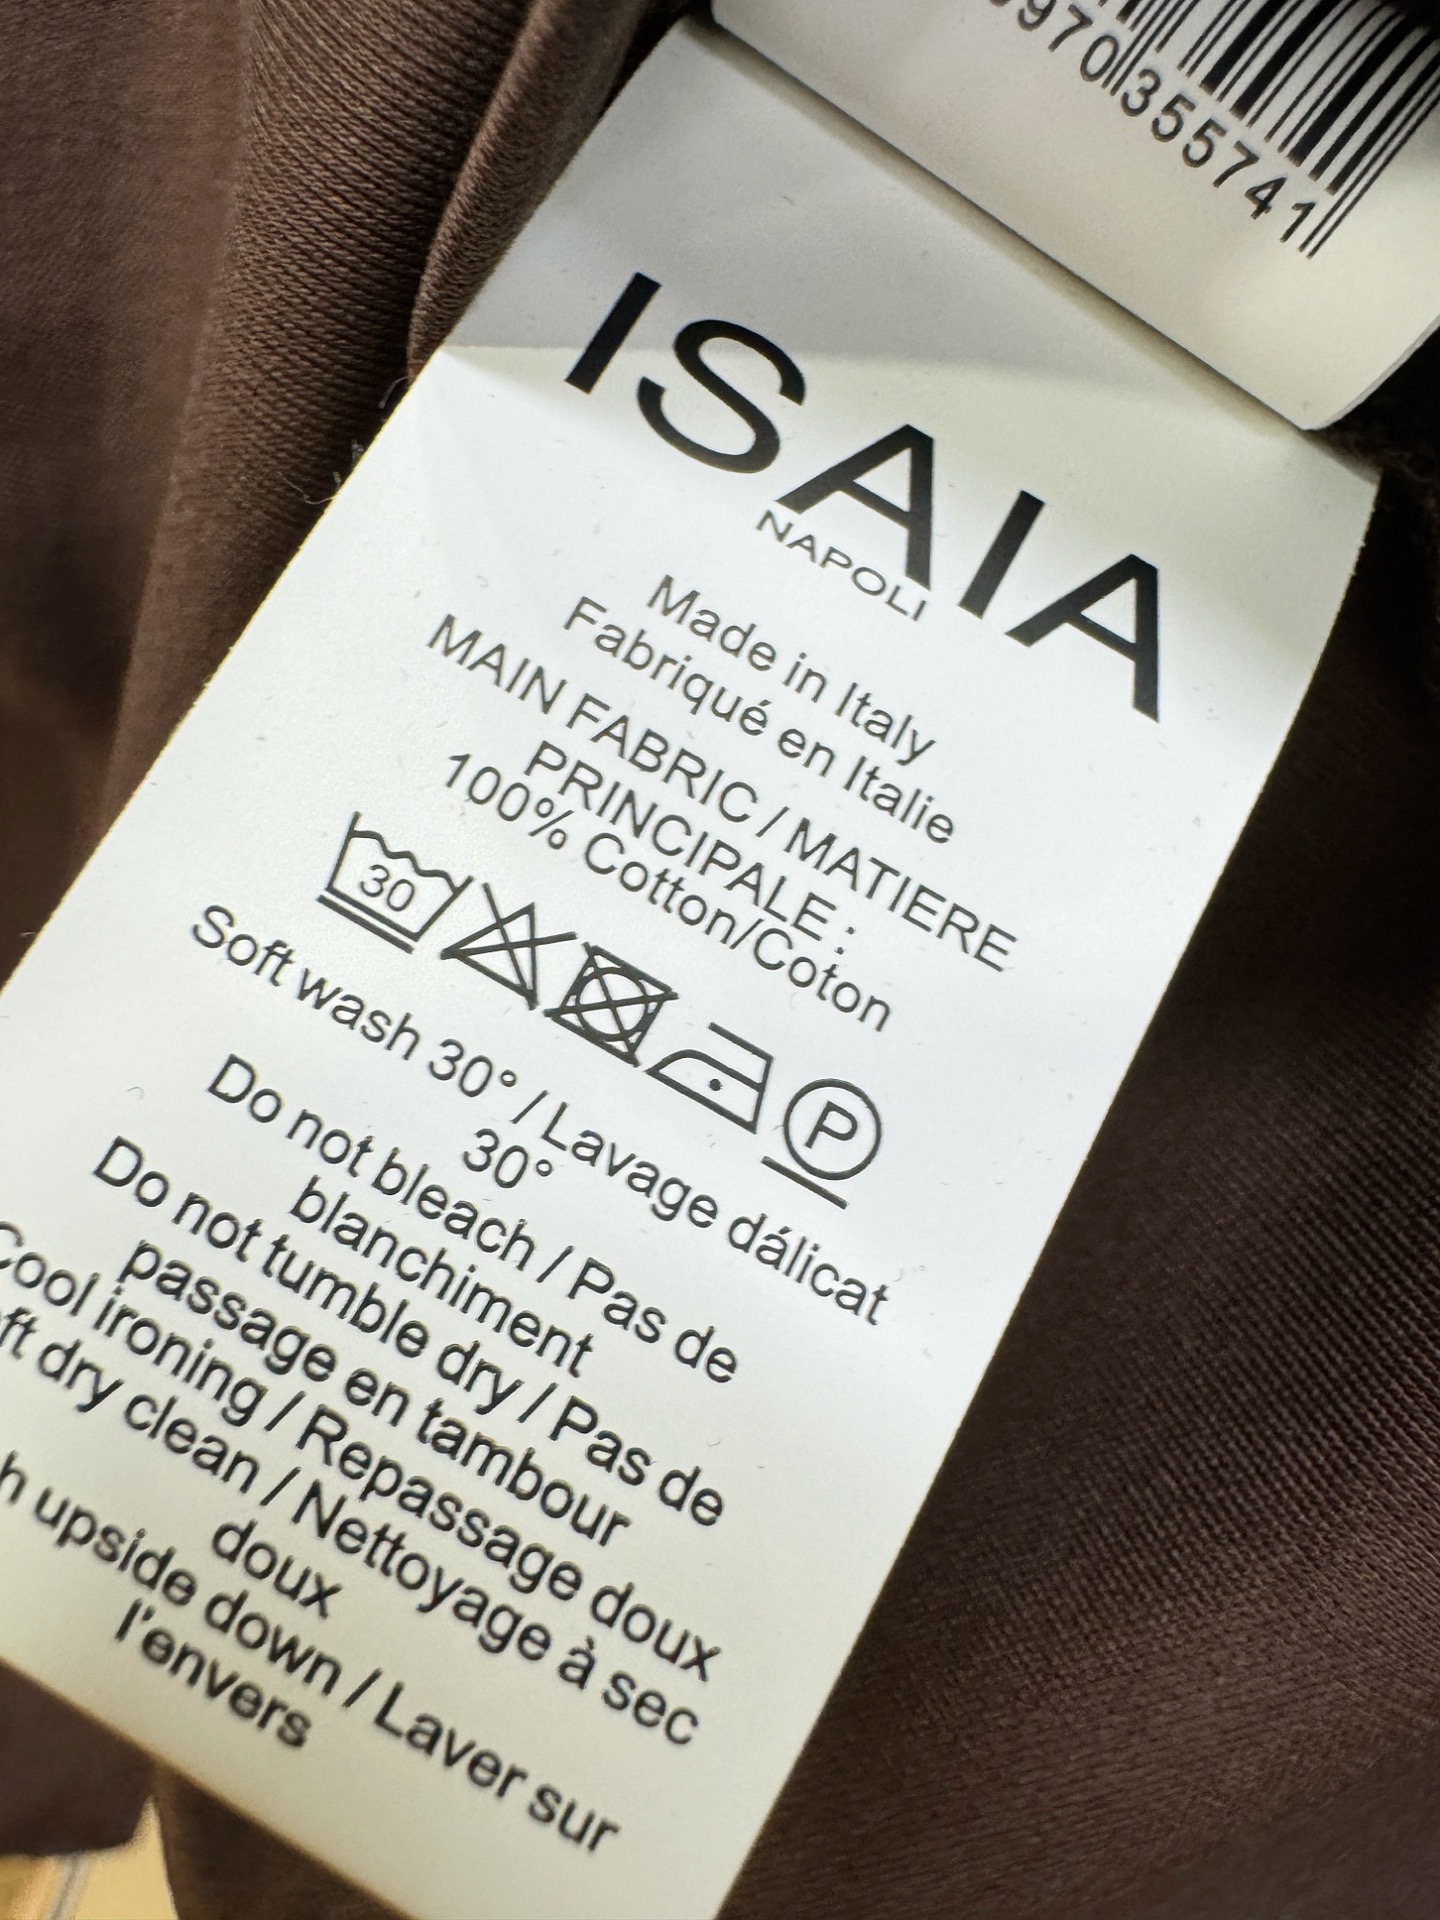 970355741
ISAIA
NAPOLI
Made in Italy
Fabriqué en Italie
MAIN FABRIC / MATIERE
PRINCIPALE :
100% Cotton/Coton
30 P
Soft wash 30° / Lavage dálicat
30°
Do not bleach / Pas de
blanchiment
Do not tumble dry / Pas de
passage en tambour
Cool ironing / Repassage doux
dry clean / Nettoyage à sec
doux
upside down / Laver sur
l'envers